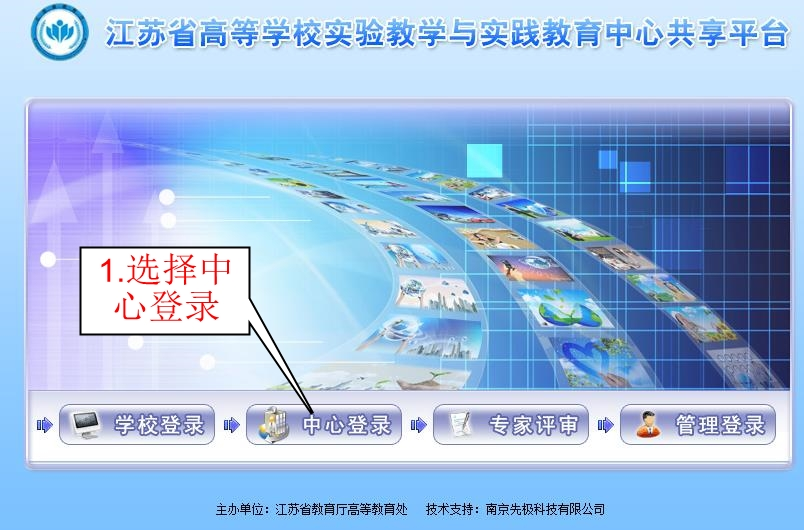 江苏省高等学校实验教学与实践教育中心共享平台
1.选择中
心登录
学校登录
中心登录
专家评审
管理登录
主办单位：江苏省教育厅高等教育处 技术支持：南京先极科技有限公司